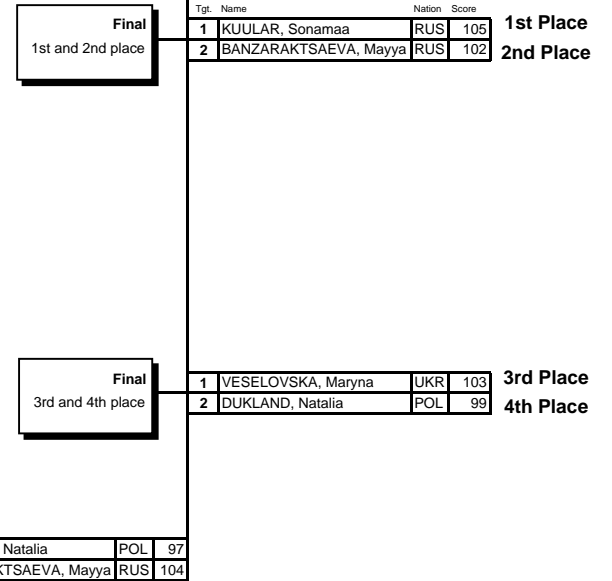 Tgt. Name Nation Score
Final
1st and 2nd place
1 KUULAR, Sonamaa RUS 105 1st Place
2 BANZARAKTSAEVA, Mayya RUS 102 2nd Place
Final
3rd and 4th place
1 VESELOVSKA, Maryna UKR 103 3rd Place
2 DUKLAND, Natalia POL 99 4th Place
Natalia POL 97
KTSAEVA, Mayya RUS 104